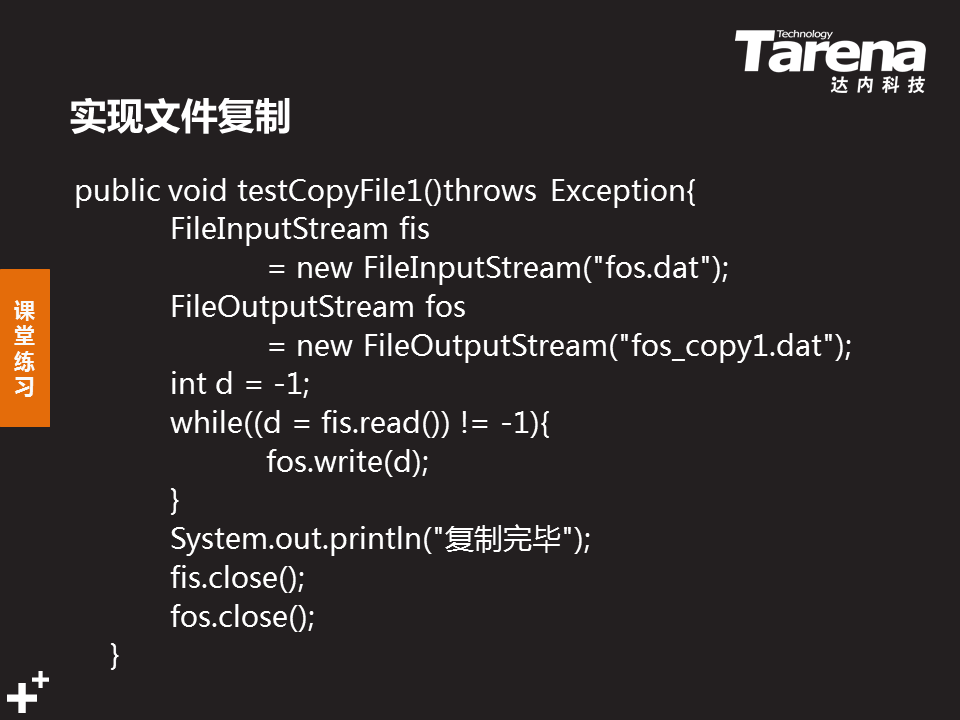 Technology
Tarena
达内科技
实现文件复制
public void testCopyFile1()throws Exception{
FileInputStream fis
= new FileInputStream("fos.dat");
FileOutputStream fos
= new FileOutputStream("fos_copy1.dat");
int d = -1;
while((d = fis.read()) != -1){
fos.write(d);
}
System.out.println("复制完毕");
fis.close();
fos.close();
}
课
堂
练
习